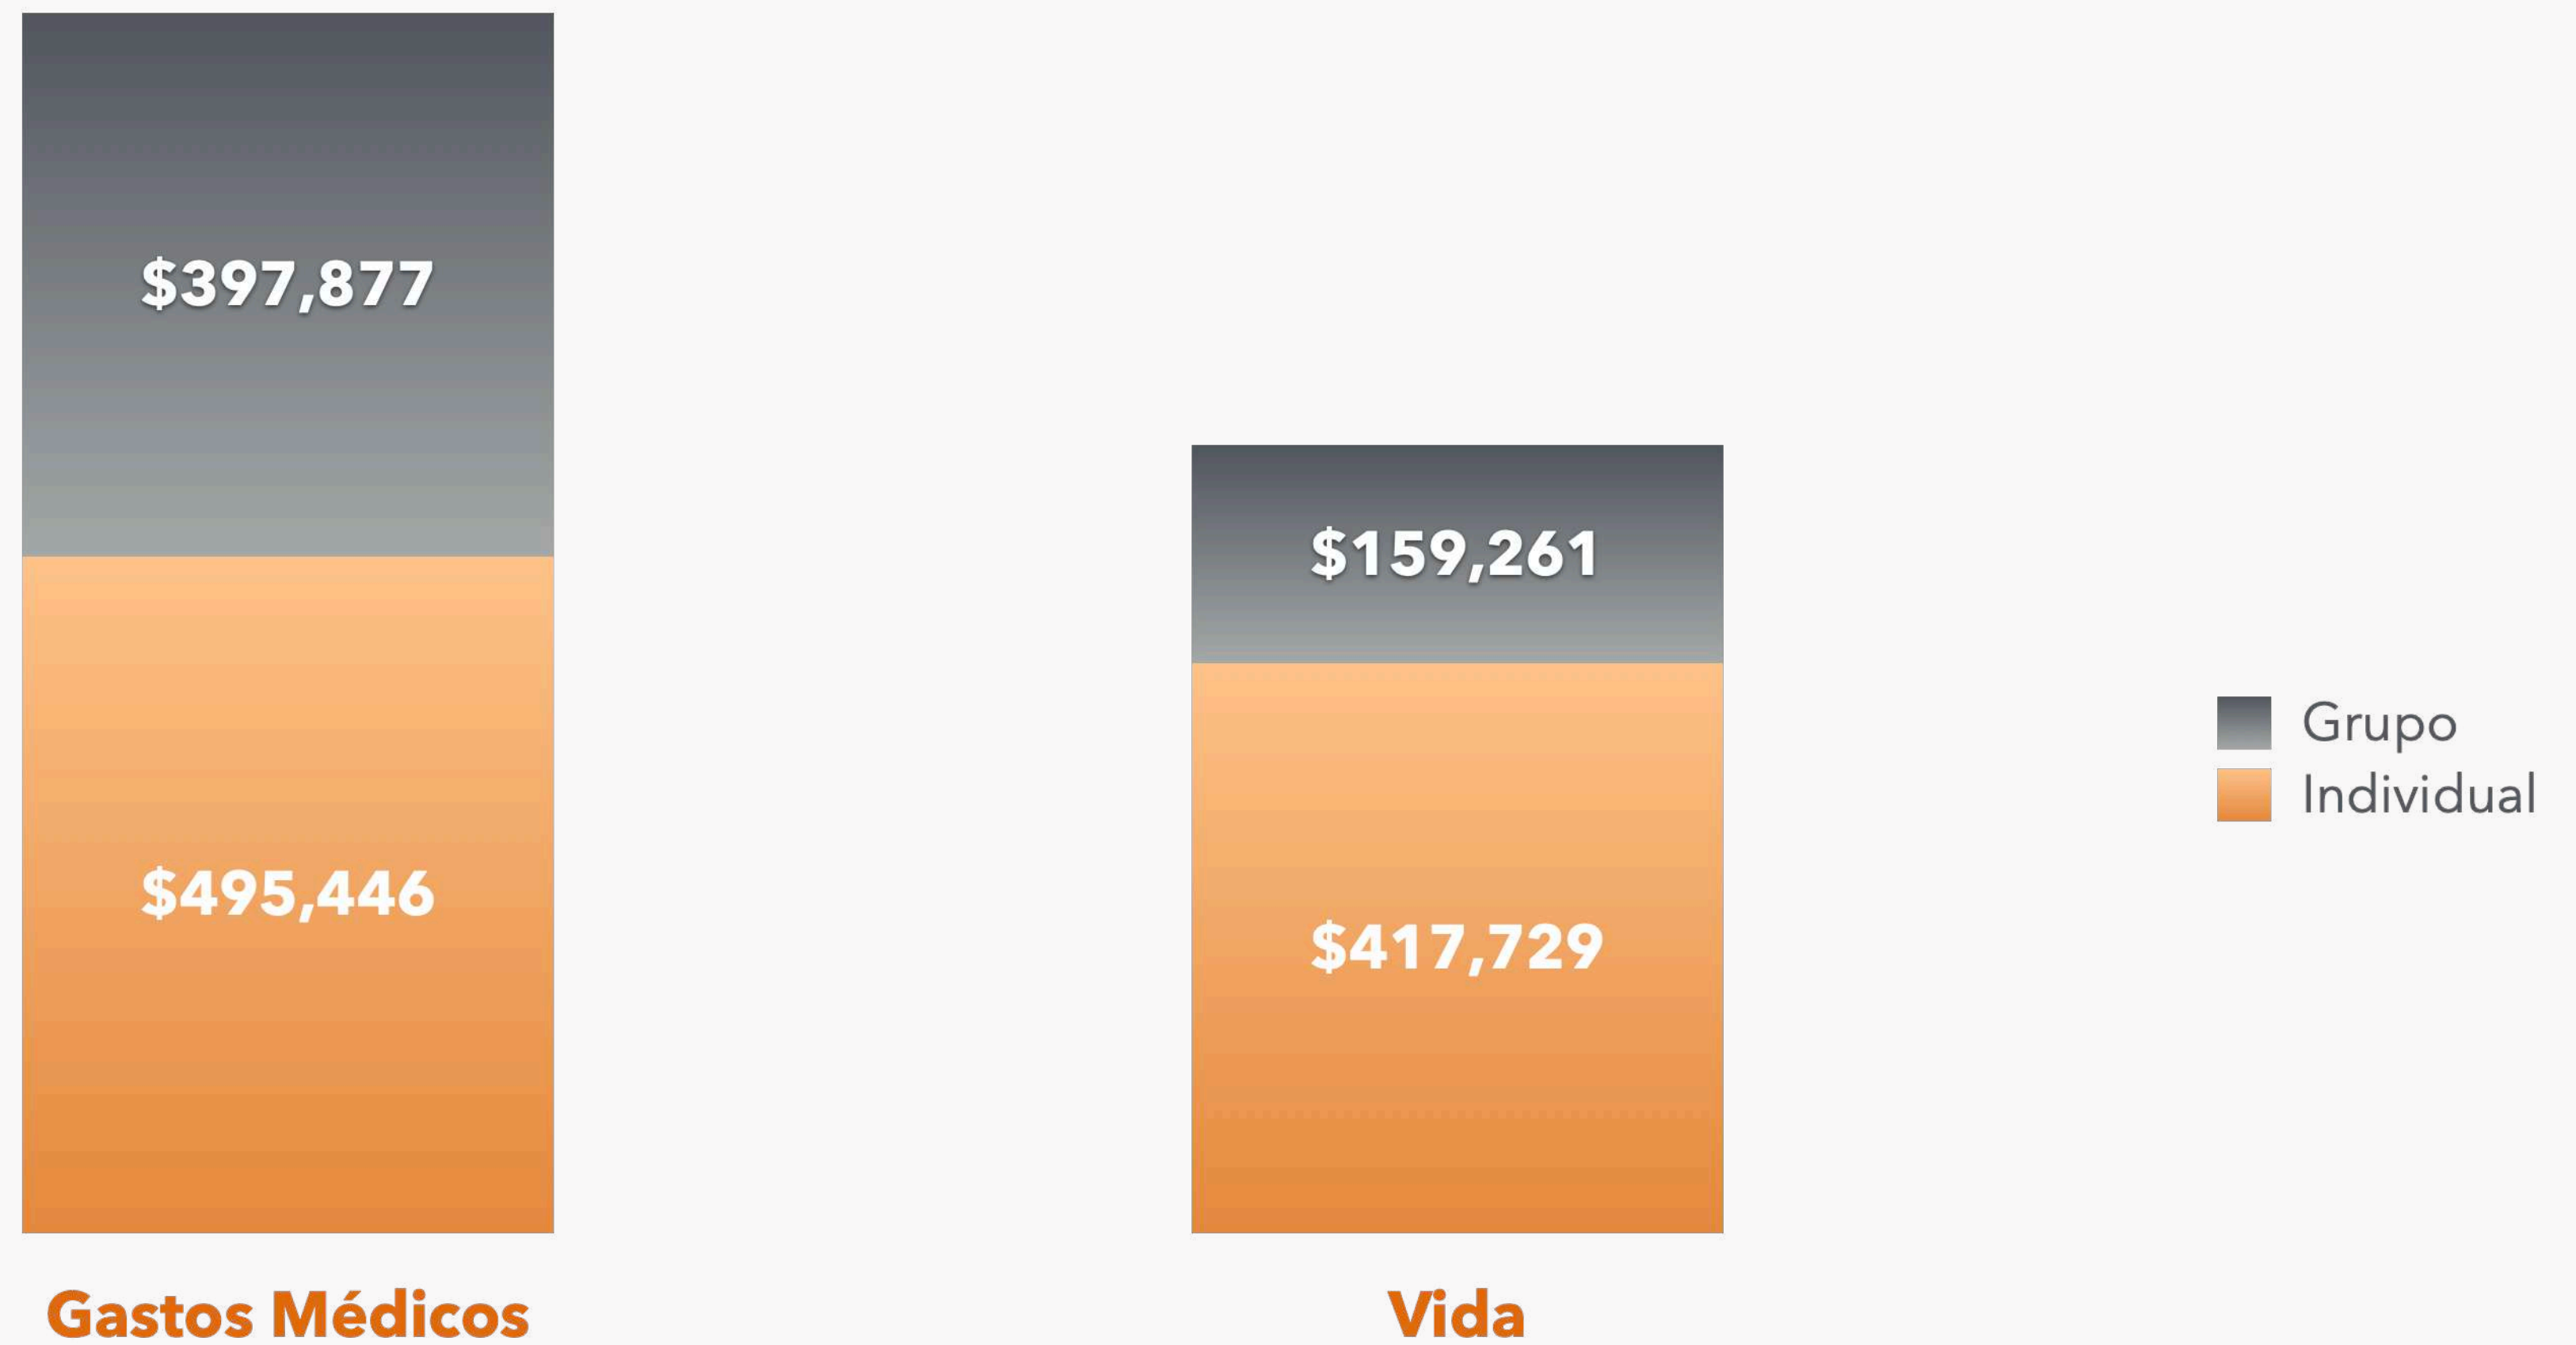 $397,877
$495,446
Gastos Médicos
$159,261
$417,729
Vida
Grupo
Individual